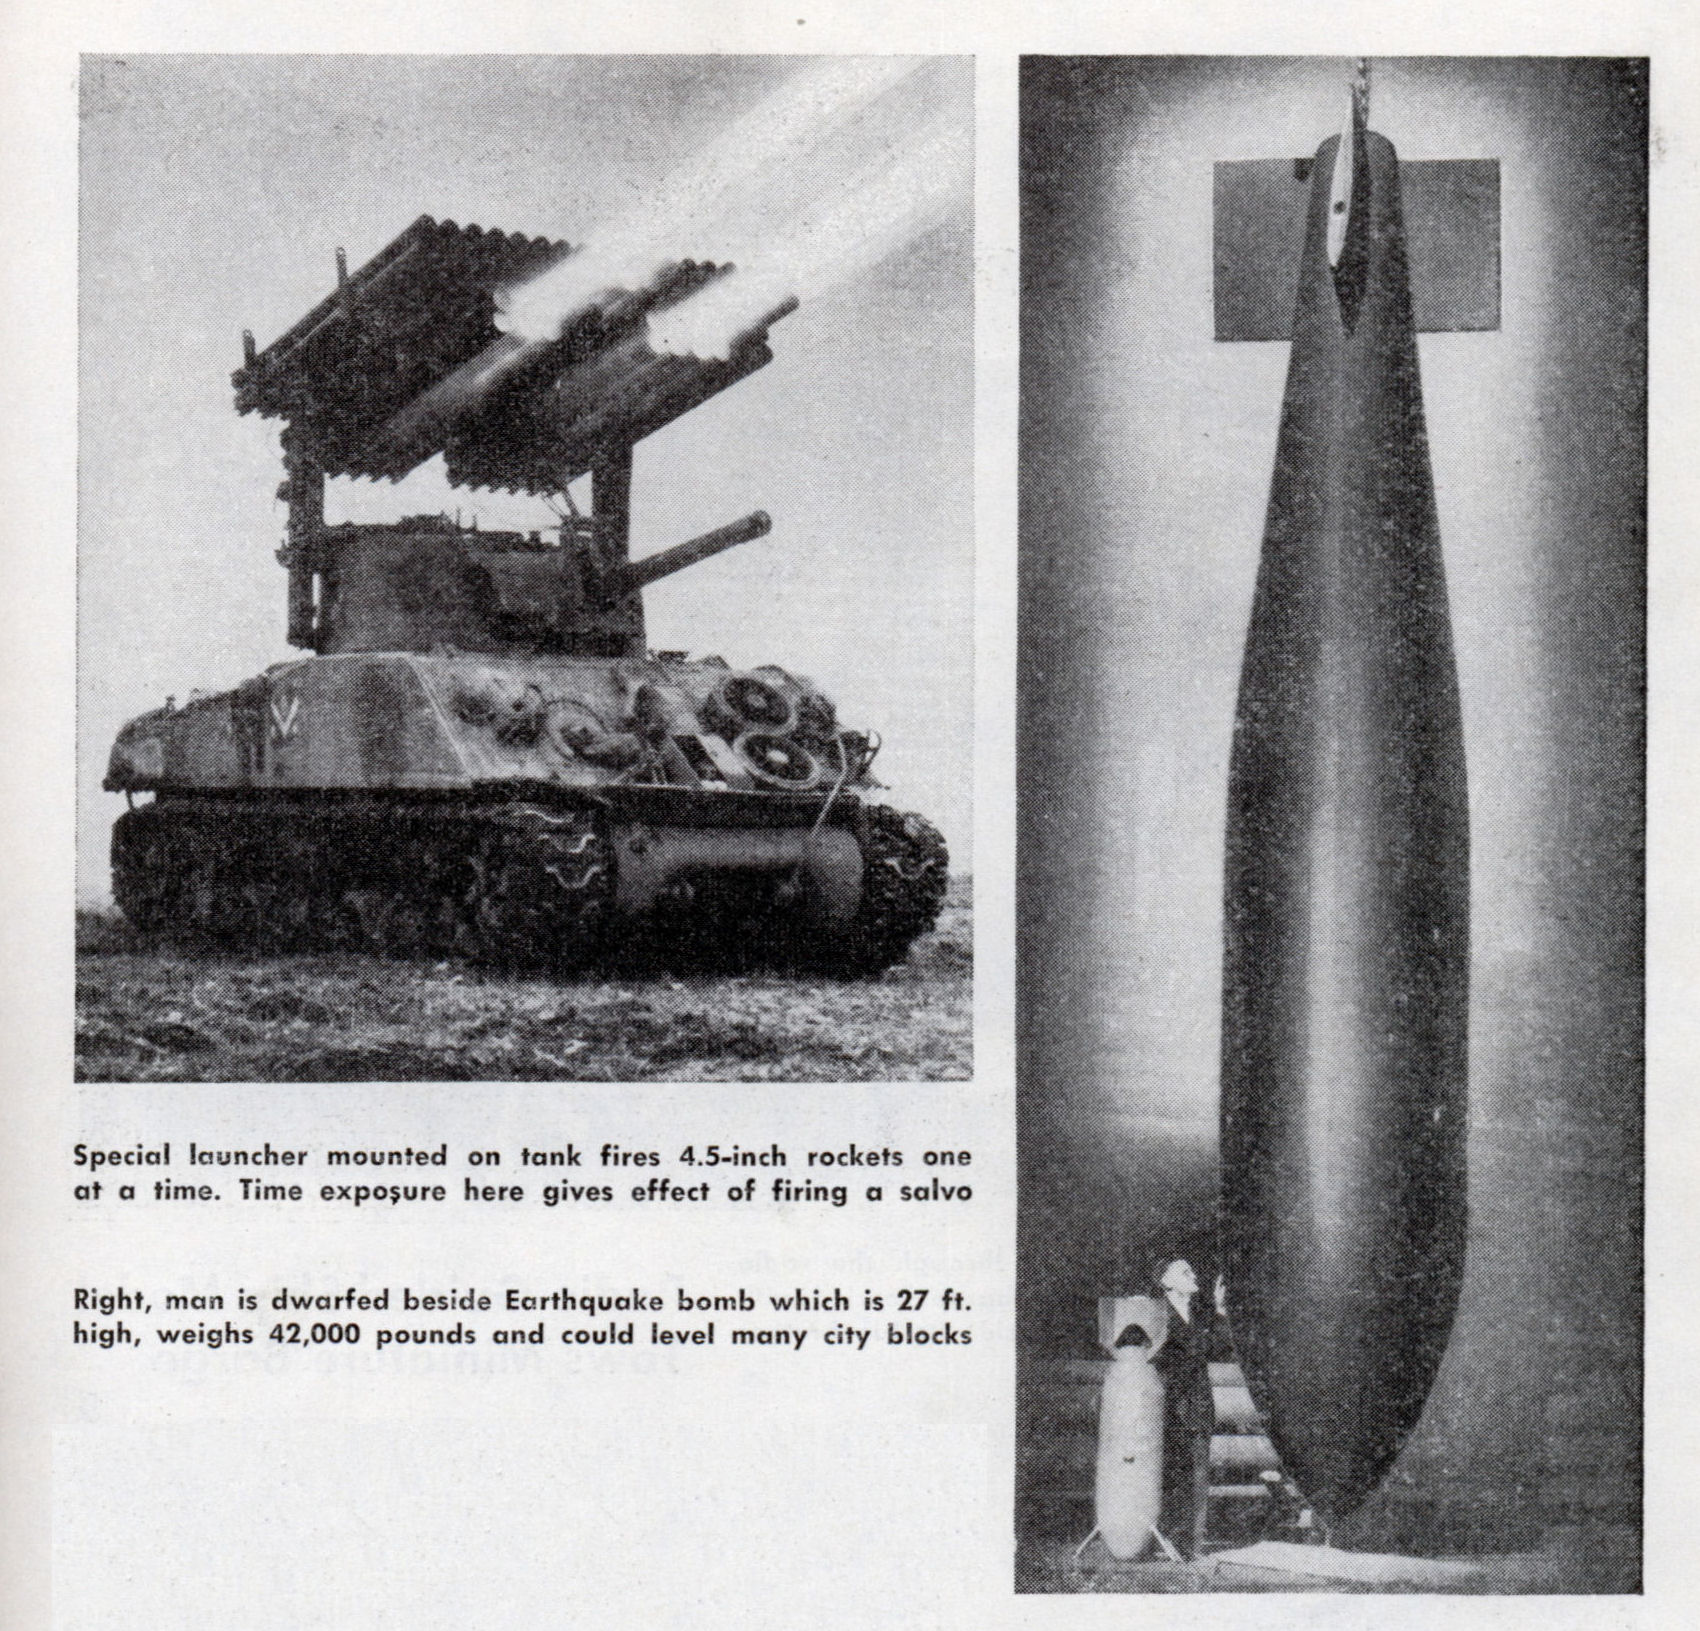 Special launcher mounted on tank fires 4.5-inch rockets one
at a time. Time exposure here gives effect of firing a salvo
Right, man is dwarfed beside Earthquake bomb which is 27 ft.
high, weighs 42,000 pounds and could level many city blocks